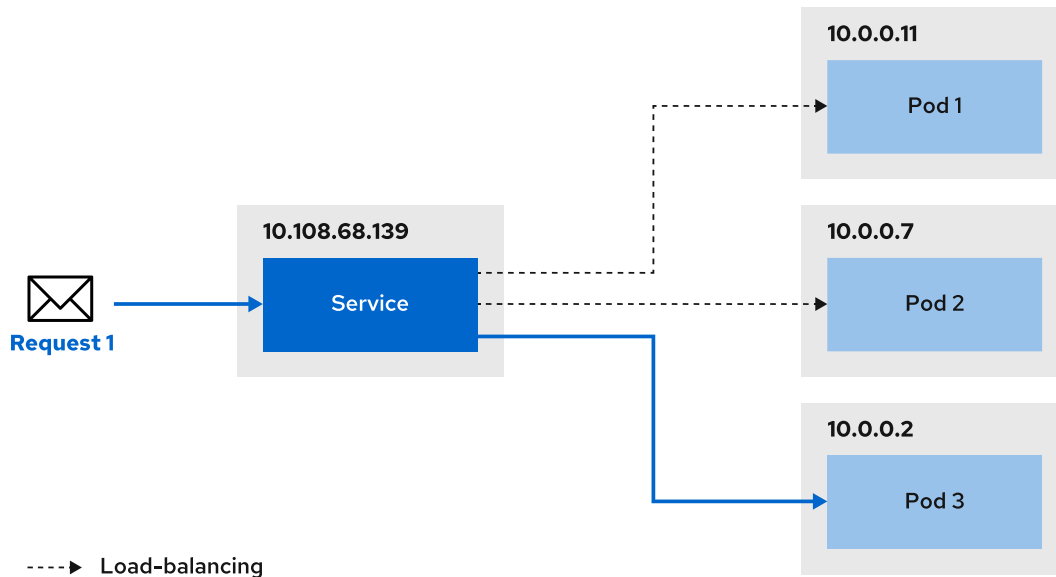 10.0.0.11
Pod 1
10.108.68.139
Service
Request 1
10.0.0.7
Pod 2
10.0.0.2
Pod 3
Load-balancing